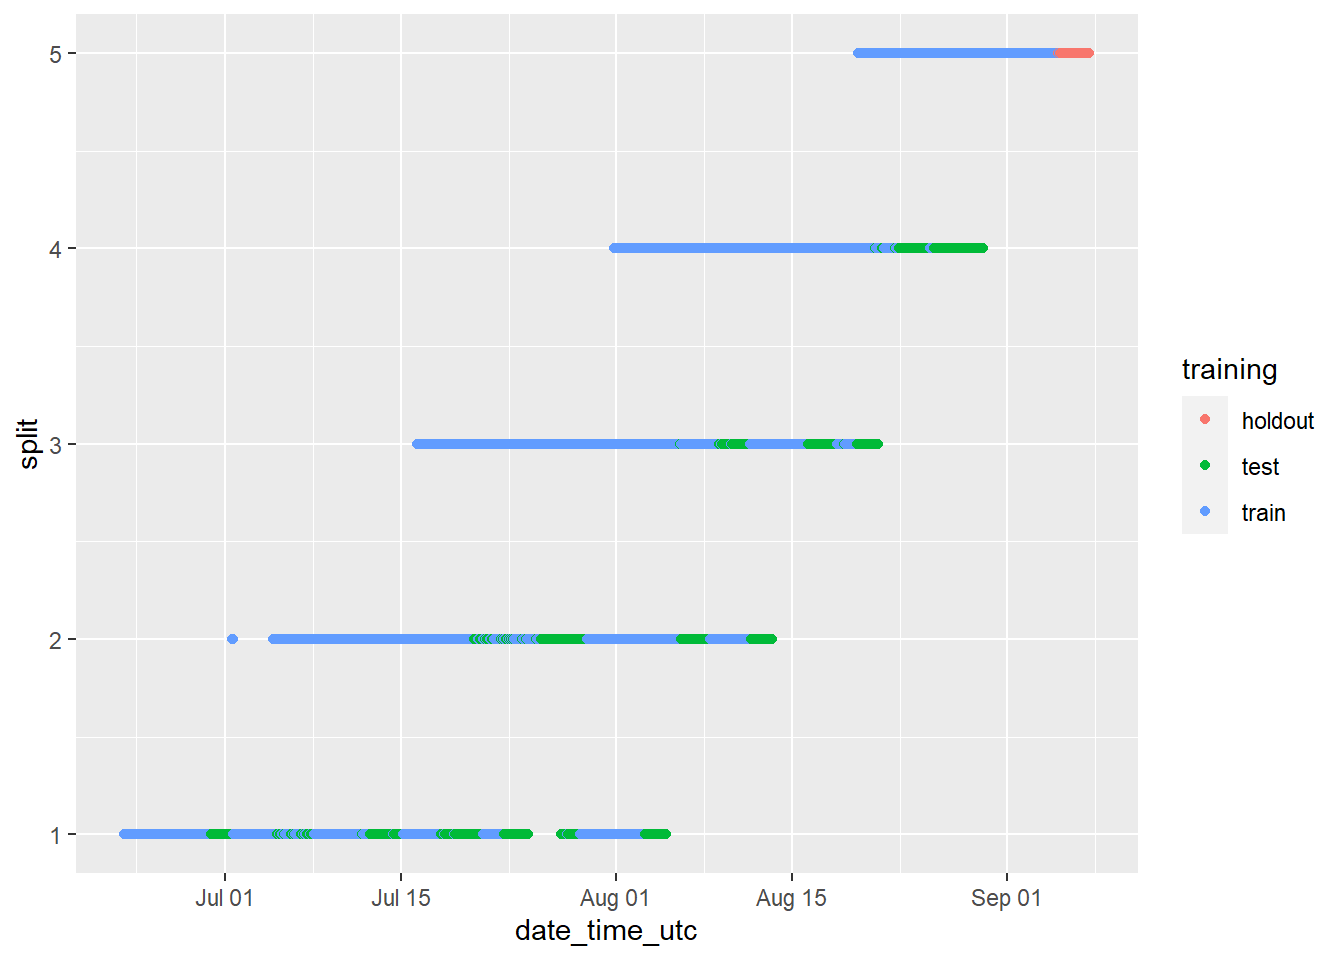 split
5
4
3
2
1
Jul 01
Jul 15
Aug 01
Aug 15
Sep 01
date_time_utc
training
holdout
test
train